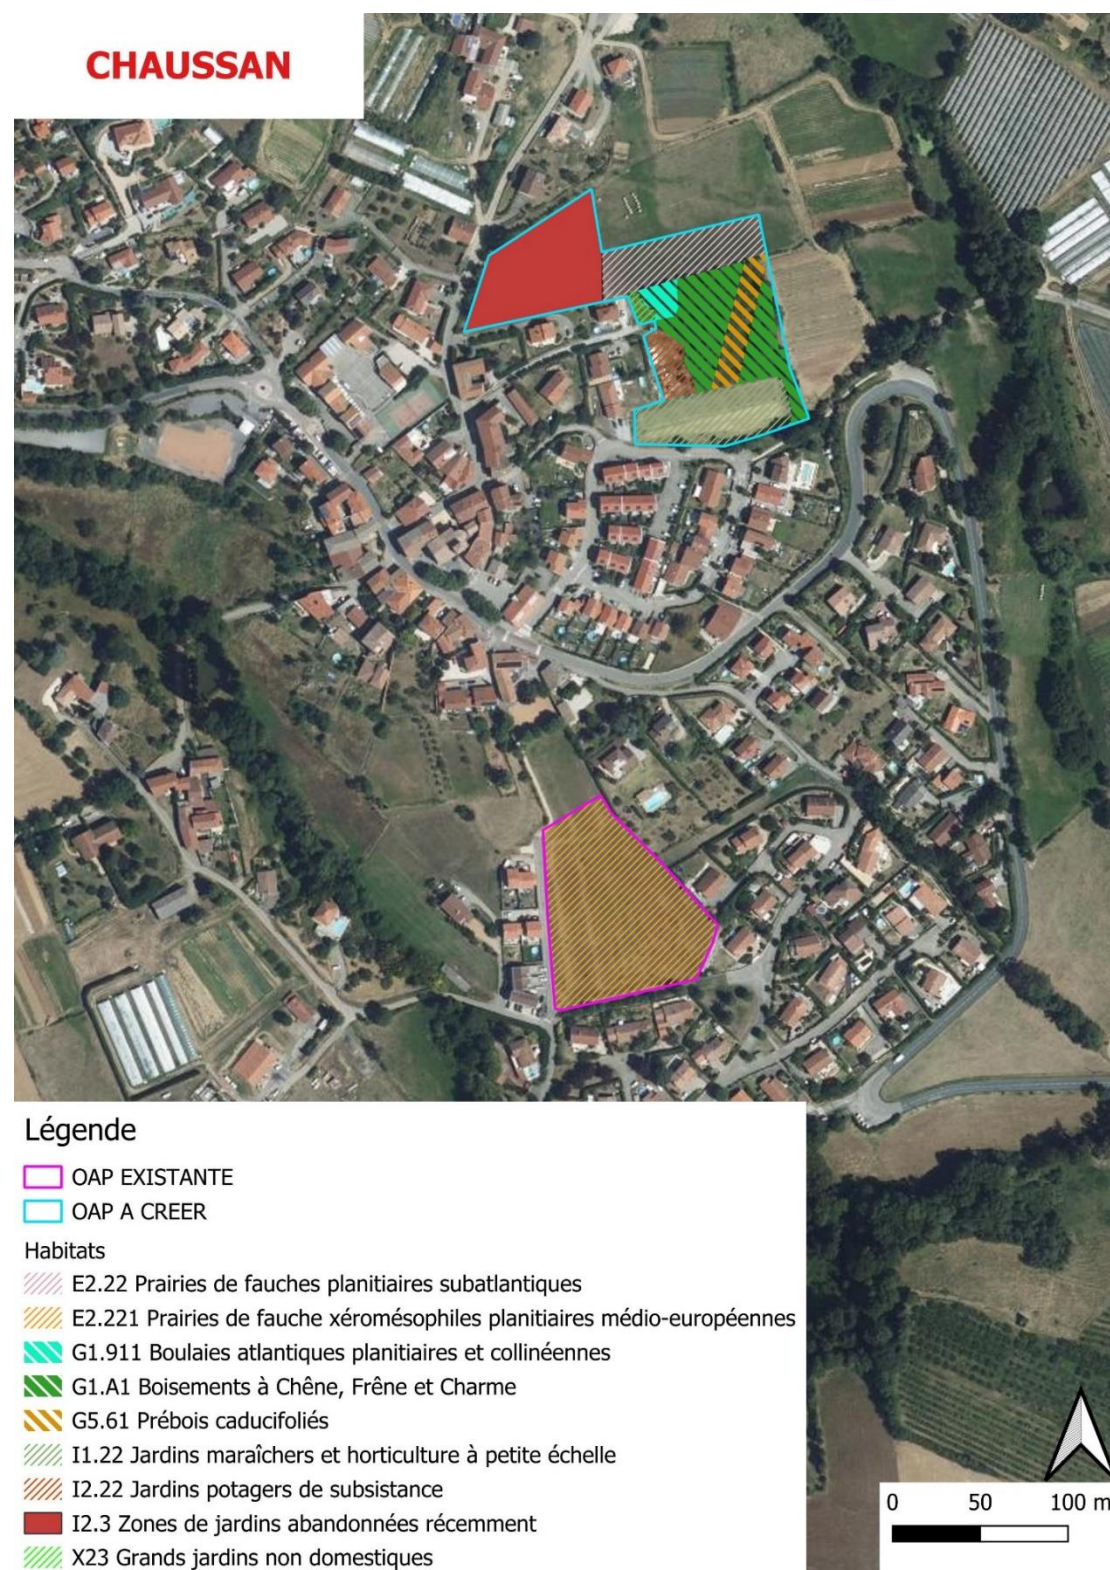 CHAUSSAN
Légende
OAP EXISTANTE
OAP A CREER
Habitats
E2.22 Prairies de fauches planitiaires subatlantiques
E2.221 Prairies de fauche xéromésophiles planitiaires médio-européennes
G1.911 Boulaies atlantiques planitiaires et collinéennes
G1.A1 Boisements à Chêne, Frêne et Charme
G5.61 Prébois caducifoliés
I1.22 Jardins maraîchers et horticulture à petite échelle
I2.22 Jardins potagers de subsistance
I2.3 Zones de jardins abandonnées récemment
X23 Grands jardins non domestiques
0 50 100 m